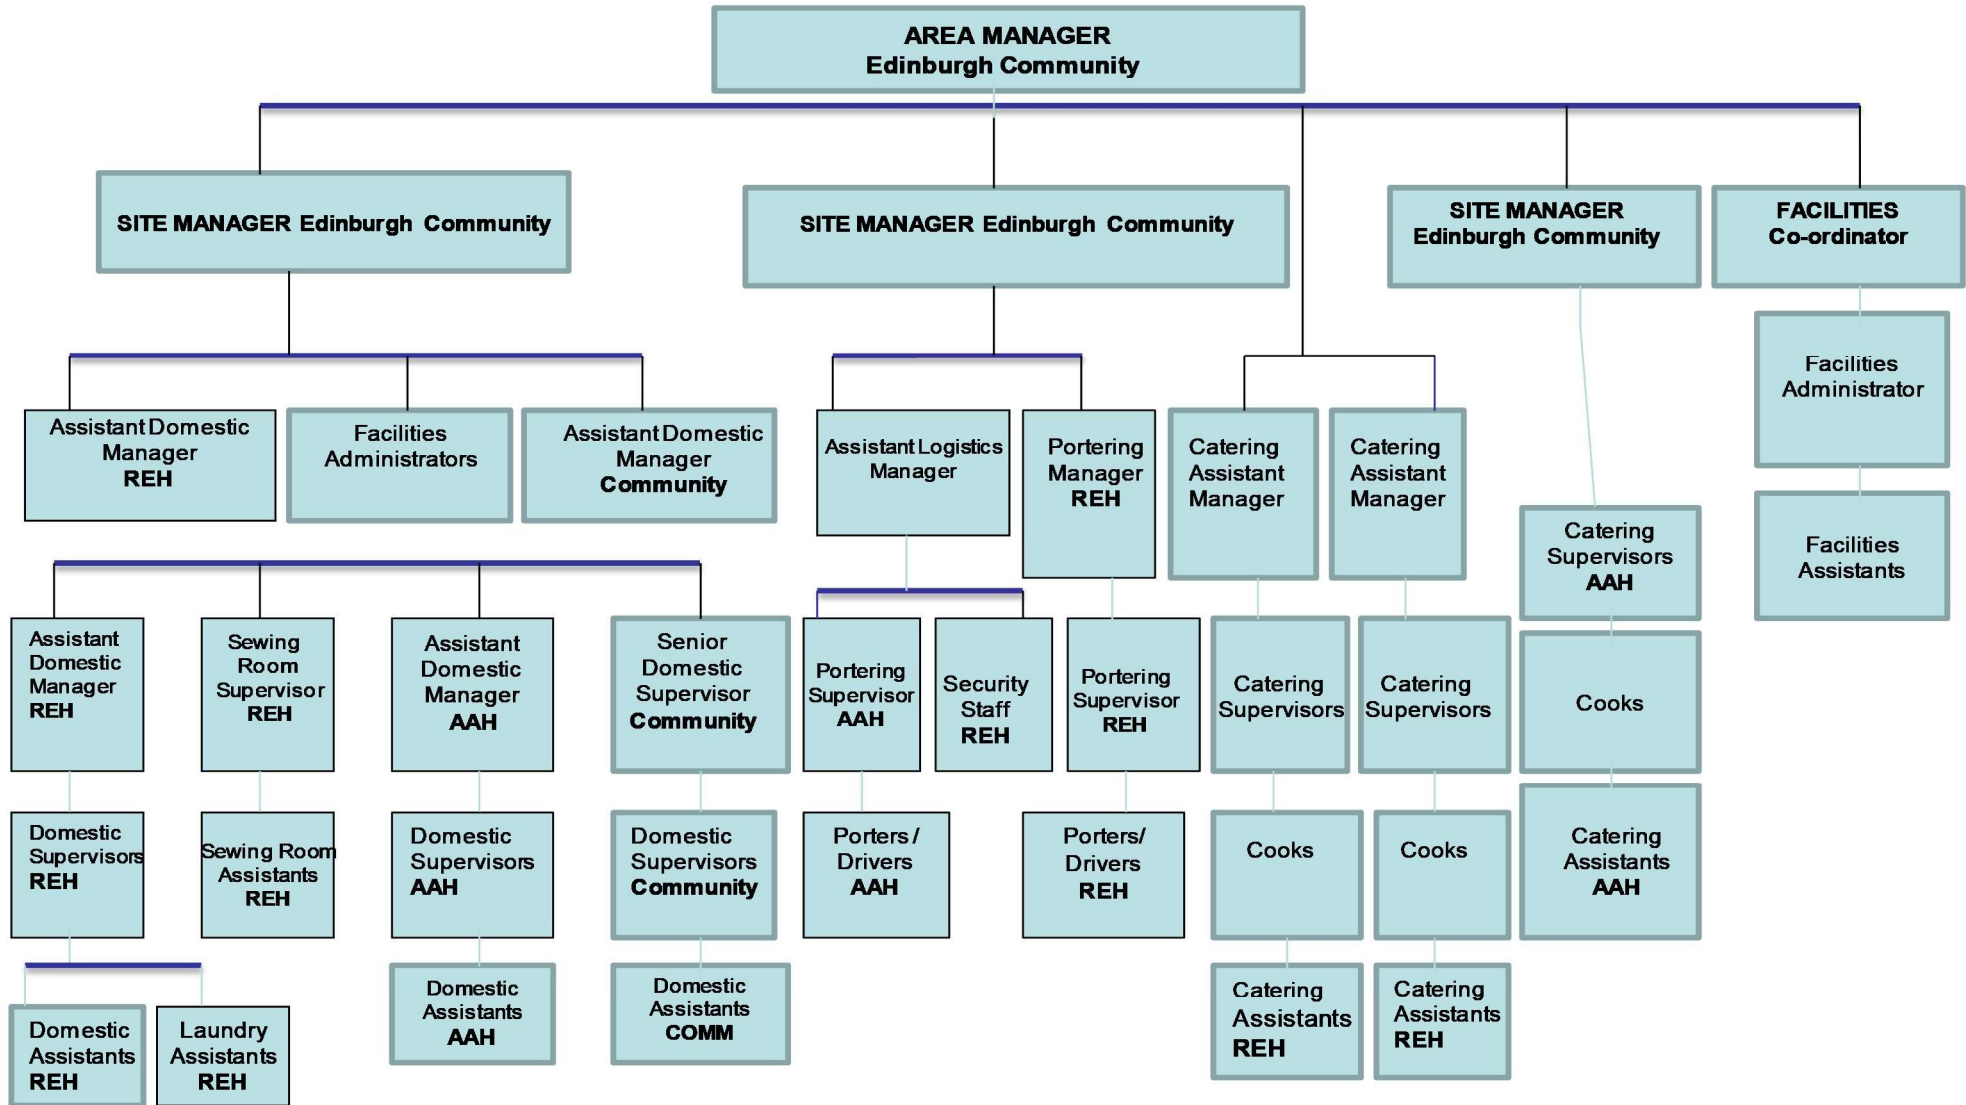 AREA MANAGER
Edinburgh Community
SITE MANAGER Edinburgh Community
SITE MANAGER Edinburgh Community
SITE MANAGER
Edinburgh Community
FACILITIES
Co-ordinator
Facilities
Administrator
Facilities
Assistants
Assistant Domestic
Manager
REH
Facilities
Administrators
Assistant Domestic
Manager
Community
Assistant Logistics
Manager
Portering
Manager
REH
Catering
Assistant
Manager
Catering
Assistant
Manager
Catering
Supervisors
AAH
Assistant
Domestic
Manager
REH
Sewing
Room
Supervisor
REH
Assistant
Domestic
Manager
AAH
Senior
Domestic
Supervisor
Community
Portering
Supervisor
AAH
Security
Staff
REH
Portering
Supervisor
REH
Catering
Supervisors
Catering
Supervisors
Cooks
Domestic
Supervisors
REH
Sewing Room
Assistants
REH
Domestic
Supervisors
AAH
Domestic
Supervisors
Community
Porters /
Drivers
AAH
Porters/
Drivers
REH
Cooks
Cooks
Catering
Assistants
AAH
Domestic
Assistants
REH
Laundry
Assistants
REH
Domestic
Assistants
AAH
Domestic
Assistants
COMM
Catering
Assistants
REH
Catering
Assistants
REH